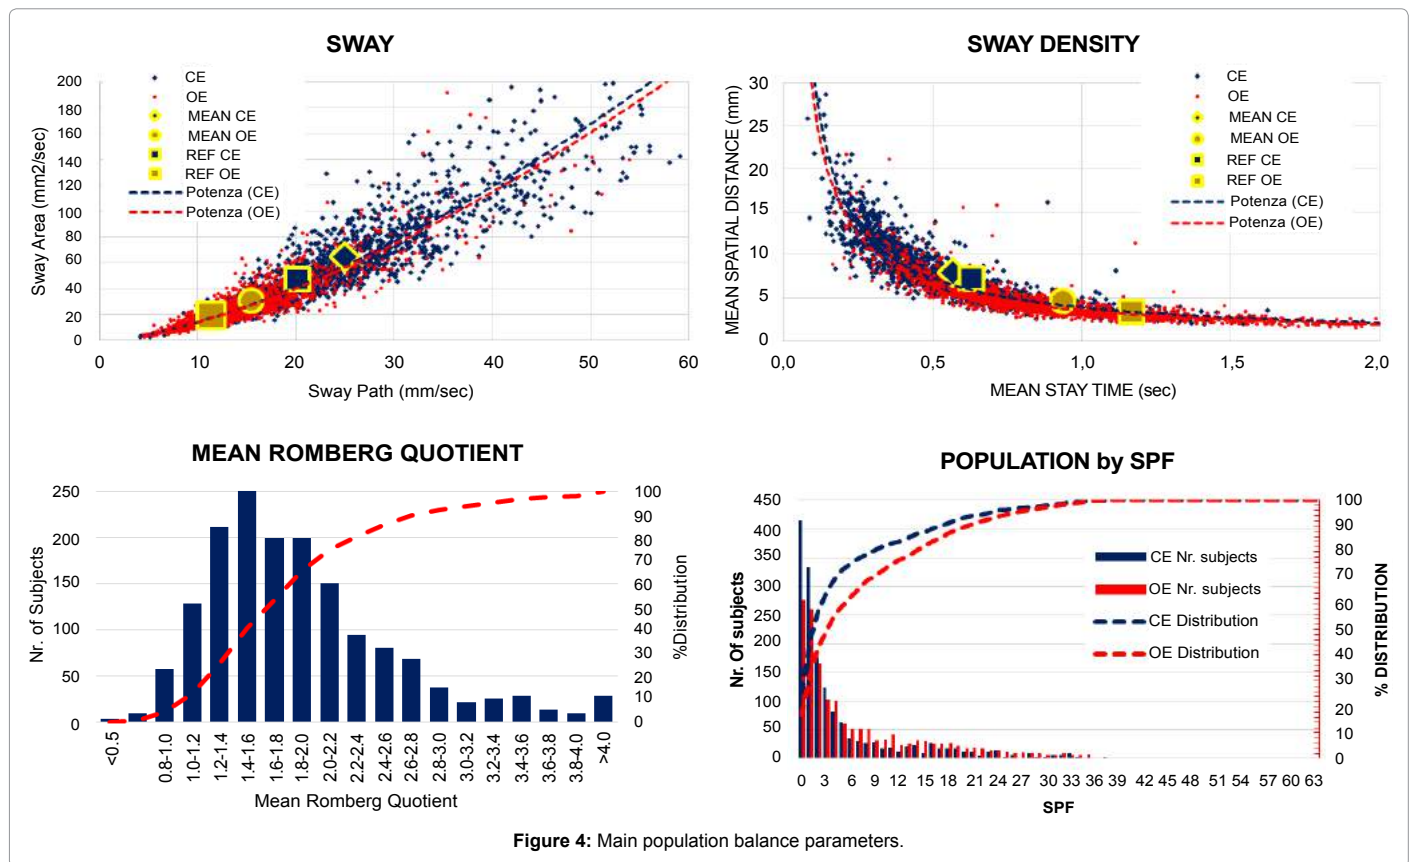 SWAY
Sway Area (mm2/sec)
200
180
160
140
120
100
80
60
40
20
0
CE
OE
MEAN CE
MEAN OE
REF CE
REF OE
Potenza (CE)
Potenza (OE)
0 10 20 30 40 50 60
Sway Path (mm/sec)
SWAY DENSITY
MEAN SPATIAL DISTANCE (mm)
30
25
20
15
10
5
0
CE
OE
MEAN CE
MEAN OE
REF CE
REF OE
Potenza (CE)
Potenza (OE)
0,0 0,5 1,0 1,5 2,0
MEAN STAY TIME (sec)
MEAN ROMBERG QUOTIENT
Nr. of Subjects
250
200
150
100
50
0
100
90
80
70
60
50
40
30
20
10
0
%Distribution
<0.5
0.8-1.0
1.0-1.2
1.2-1.4
1.4-1.6
1.6-1.8
1.8-2.0
2.0-2.2
2.2-2.4
2.4-2.6
2.6-2.8
2.8-3.0
3.0-3.2
3.2-3.4
3.4-3.6
3.6-3.8
3.8-4.0
>4.0
Mean Romberg Quotient
POPULATION by SPF
Nr. Of subjects
450
400
350
300
250
200
150
100
50
0
CE Nr. subjects
OE Nr. subjects
CE Distribution
OE Distribution
100
90
80
70
60
50
40
30
20
10
0
% DISTRIBUTION
0 3 6 9 12 15 18 21 24 27 30 33 36 39 42 45 48 51 54 57 60 63
SPF
Figure 4: Main population balance parameters.